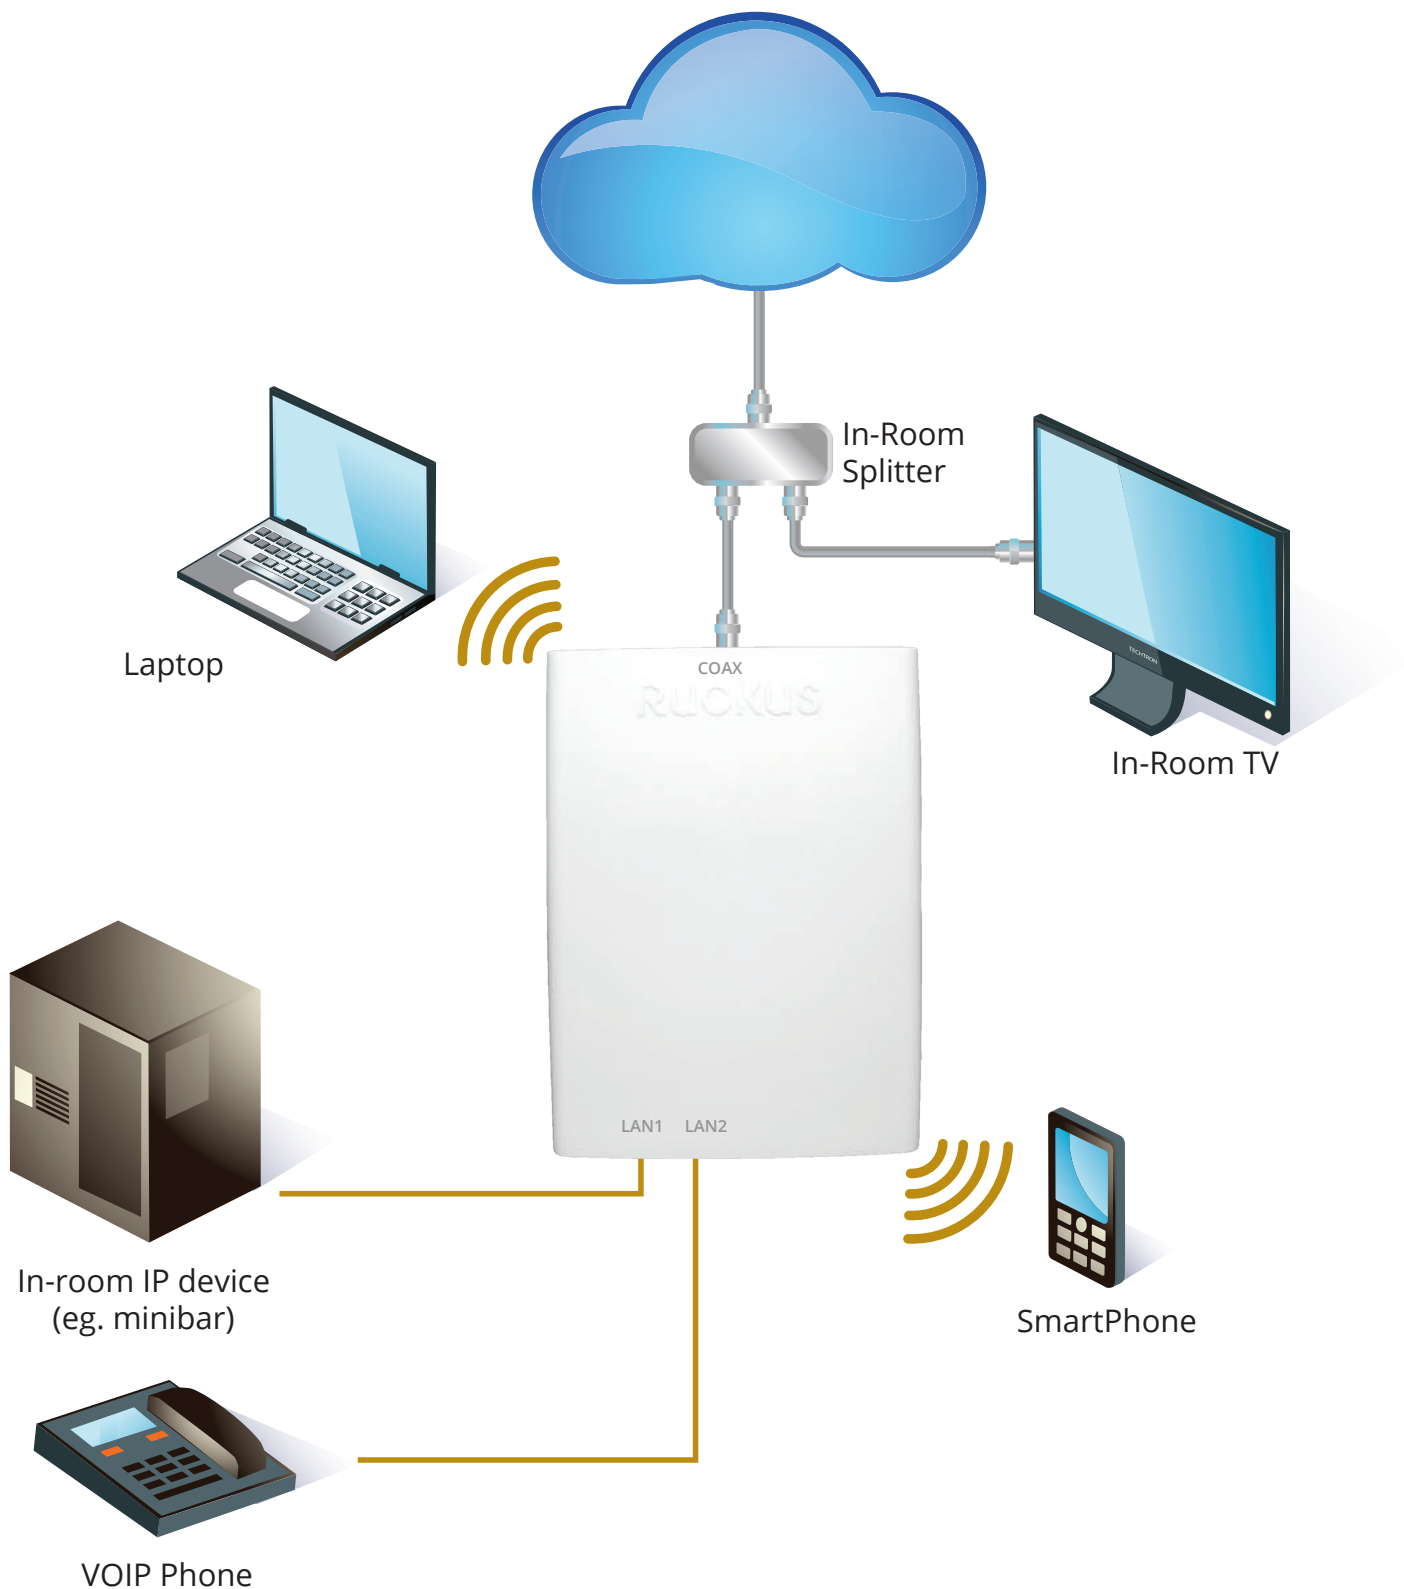 In-Room
Splitter
Laptop
COAX
RUCKUS
TECHTRON
In-Room TV
LAN1 LAN2
In-room IP device
(eg. minibar)
SmartPhone
VOIP Phone